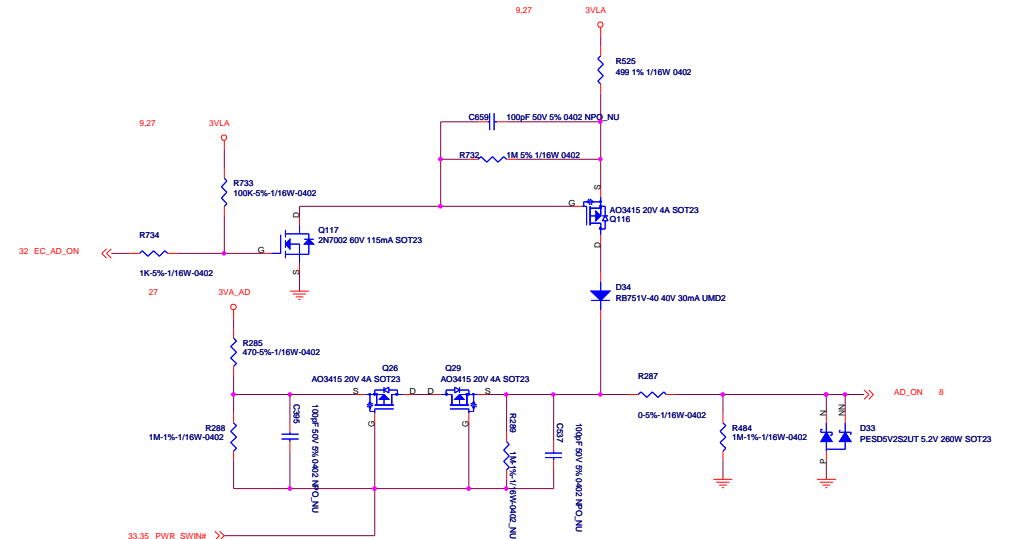 9,27 3VLA
R525
499 1% 1/16W 0402
C659 100pF 50V 5% 0402 NPO_NU
9,27 3VLA
R732 1M 5% 1/16W 0402
R733
100K-5%-1/16W-0402
S
G
AO3415 20V 4A SOT23
Q116
D
D
Q117
2N7002 60V 115mA SOT23
R734
32 EC_AD_ON
G
S
1K-5%-1/16W-0402
27 3VA_AD
D34
RB751V-40 40V 30mA UMD2
R285
470-5%-1/16W-0402
Q26 Q29
AO3415 20V 4A SOT23 AO3415 20V 4A SOT23
R287
S D D S
AD_ON 8
0-5%-1/16W-0402
G G
C395
100pF 50V 5% 0402 NPO_NU
R289
1M-1%-1/16W-0402_NU
C537
100pF 50V 5% 0402 NPO_NU
N NN
R288
1M-1%-1/16W-0402
R484
1M-1%-1/16W-0402
D33
PESD5V2S2UT 5.2V 260W SOT23
P
33,35 PWR_SWIN#